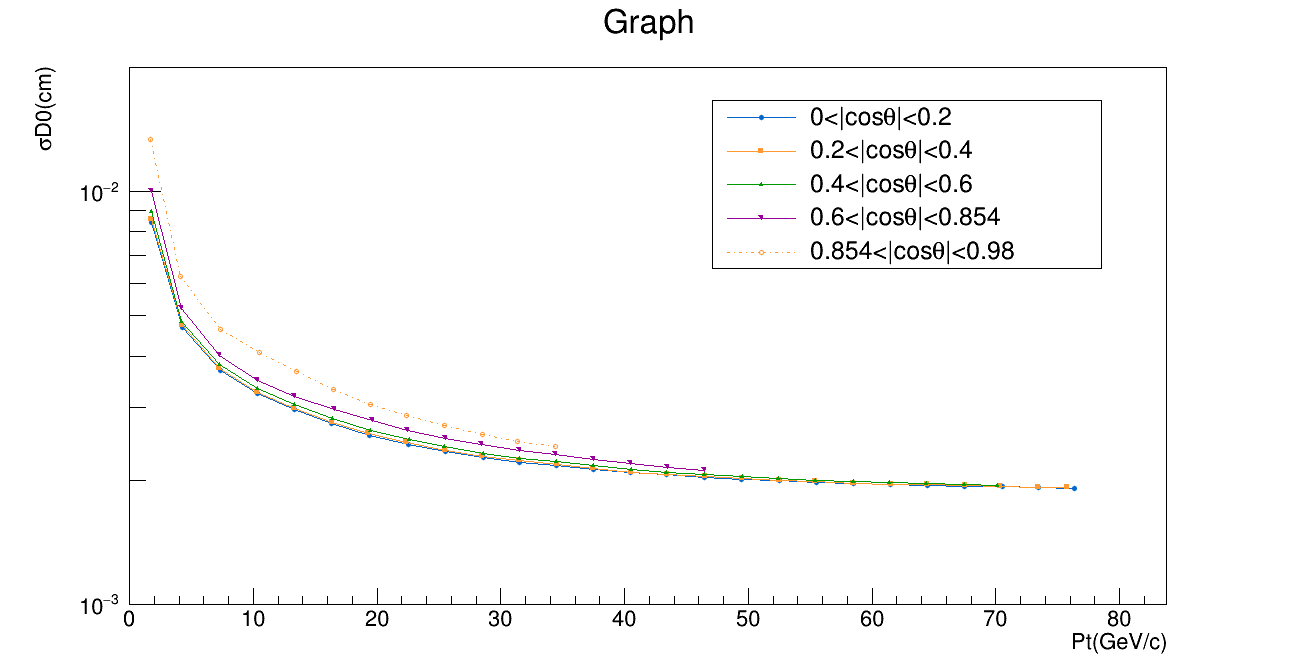 Graph
σD0(cm)
0<|cosθ|<0.2
0.2<|cosθ|<0.4
0.4<|cosθ|<0.6
0.6<|cosθ|<0.854
0.854<|cosθ|<0.98
10⁻²
10⁻³
0 10 20 30 40 50 60 70 80
Pt(GeV/c)